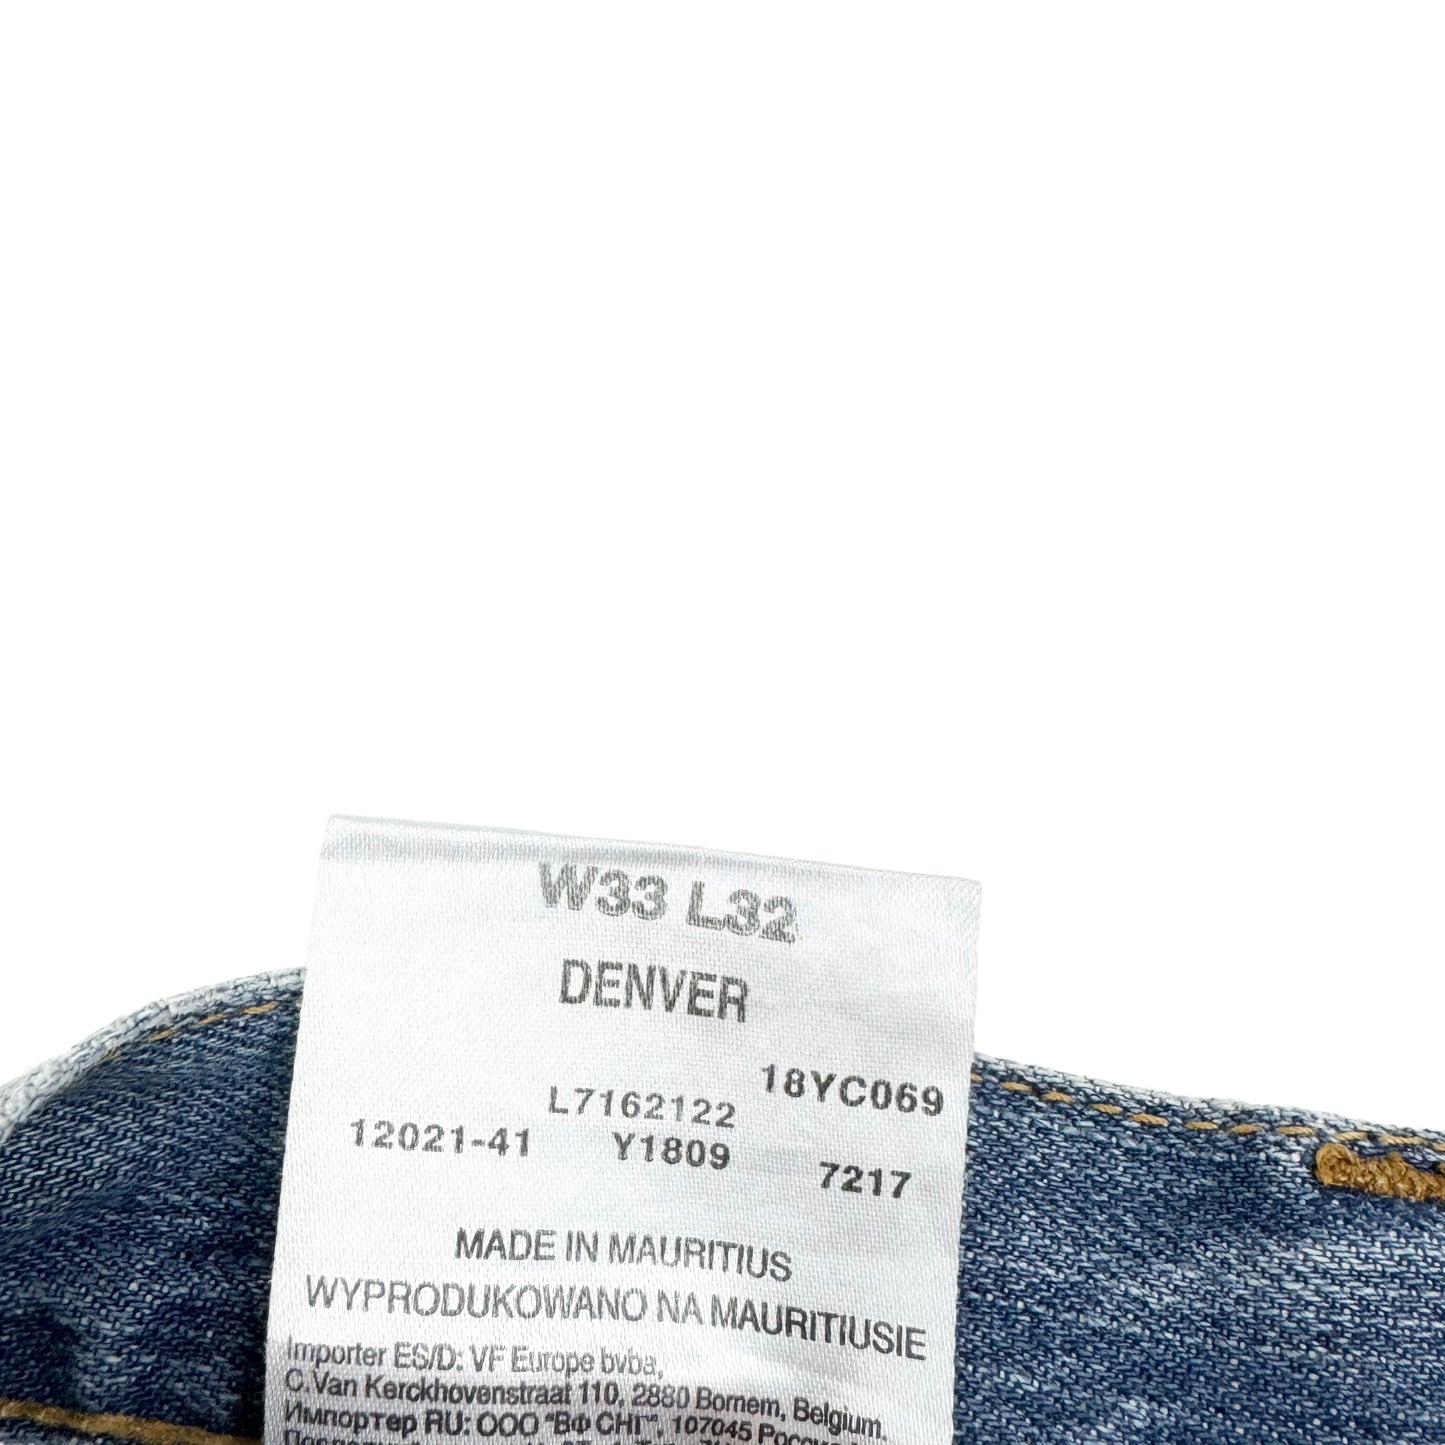 W33 L32
DENVER
18YC069
L7162122
12021-41 Y1809 7217
MADE IN MAURITIUS
WYPRODUKOWANO NA MAURITIUSIE
Importer ES/D: VF Europe bvba,
C.Van Kerckhovenstraat 110, 2880 Bornem, Belgium.
Импортер RU: ООО "ВФ СНГ", 107045